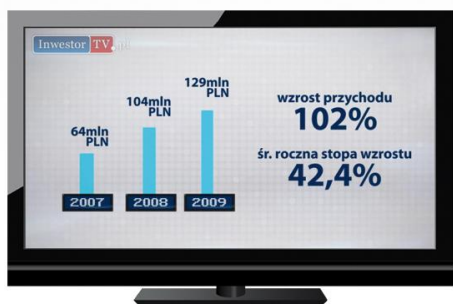 Inwestor TV.pl
129mln
PLN
104mln
PLN
64mln
PLN
2007 2008 2009
wzrost przychodu
102%
śr. roczna stopa wzrostu
42,4%